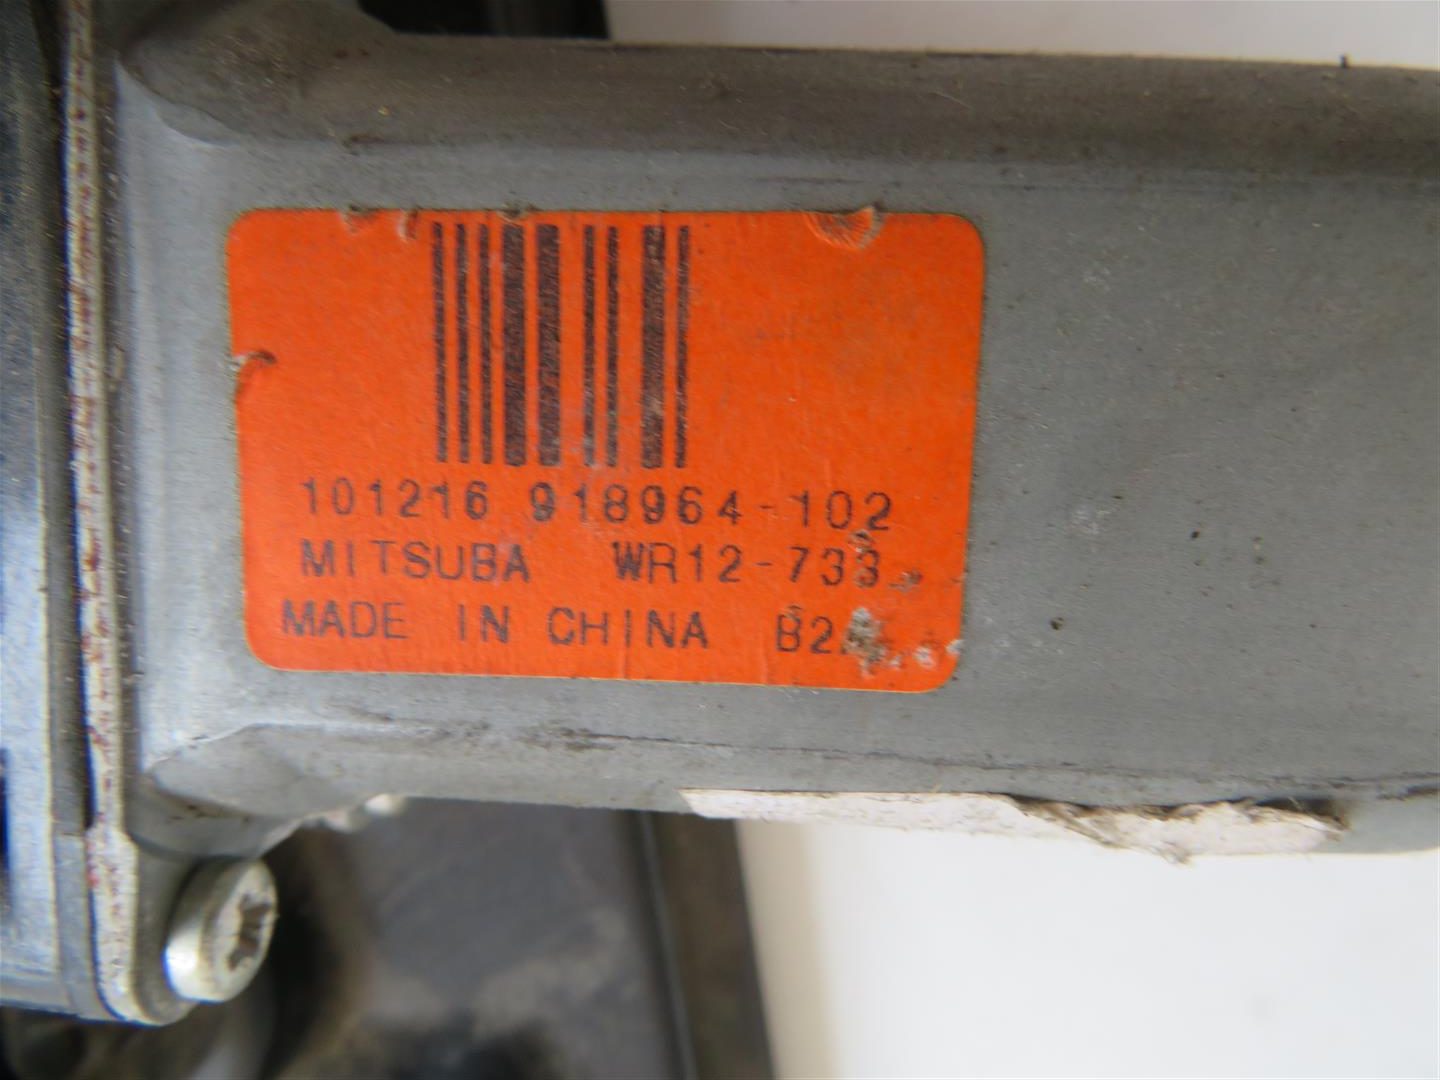 101216 918964-102
MITSUBA WR12-733
MADE IN CHINA